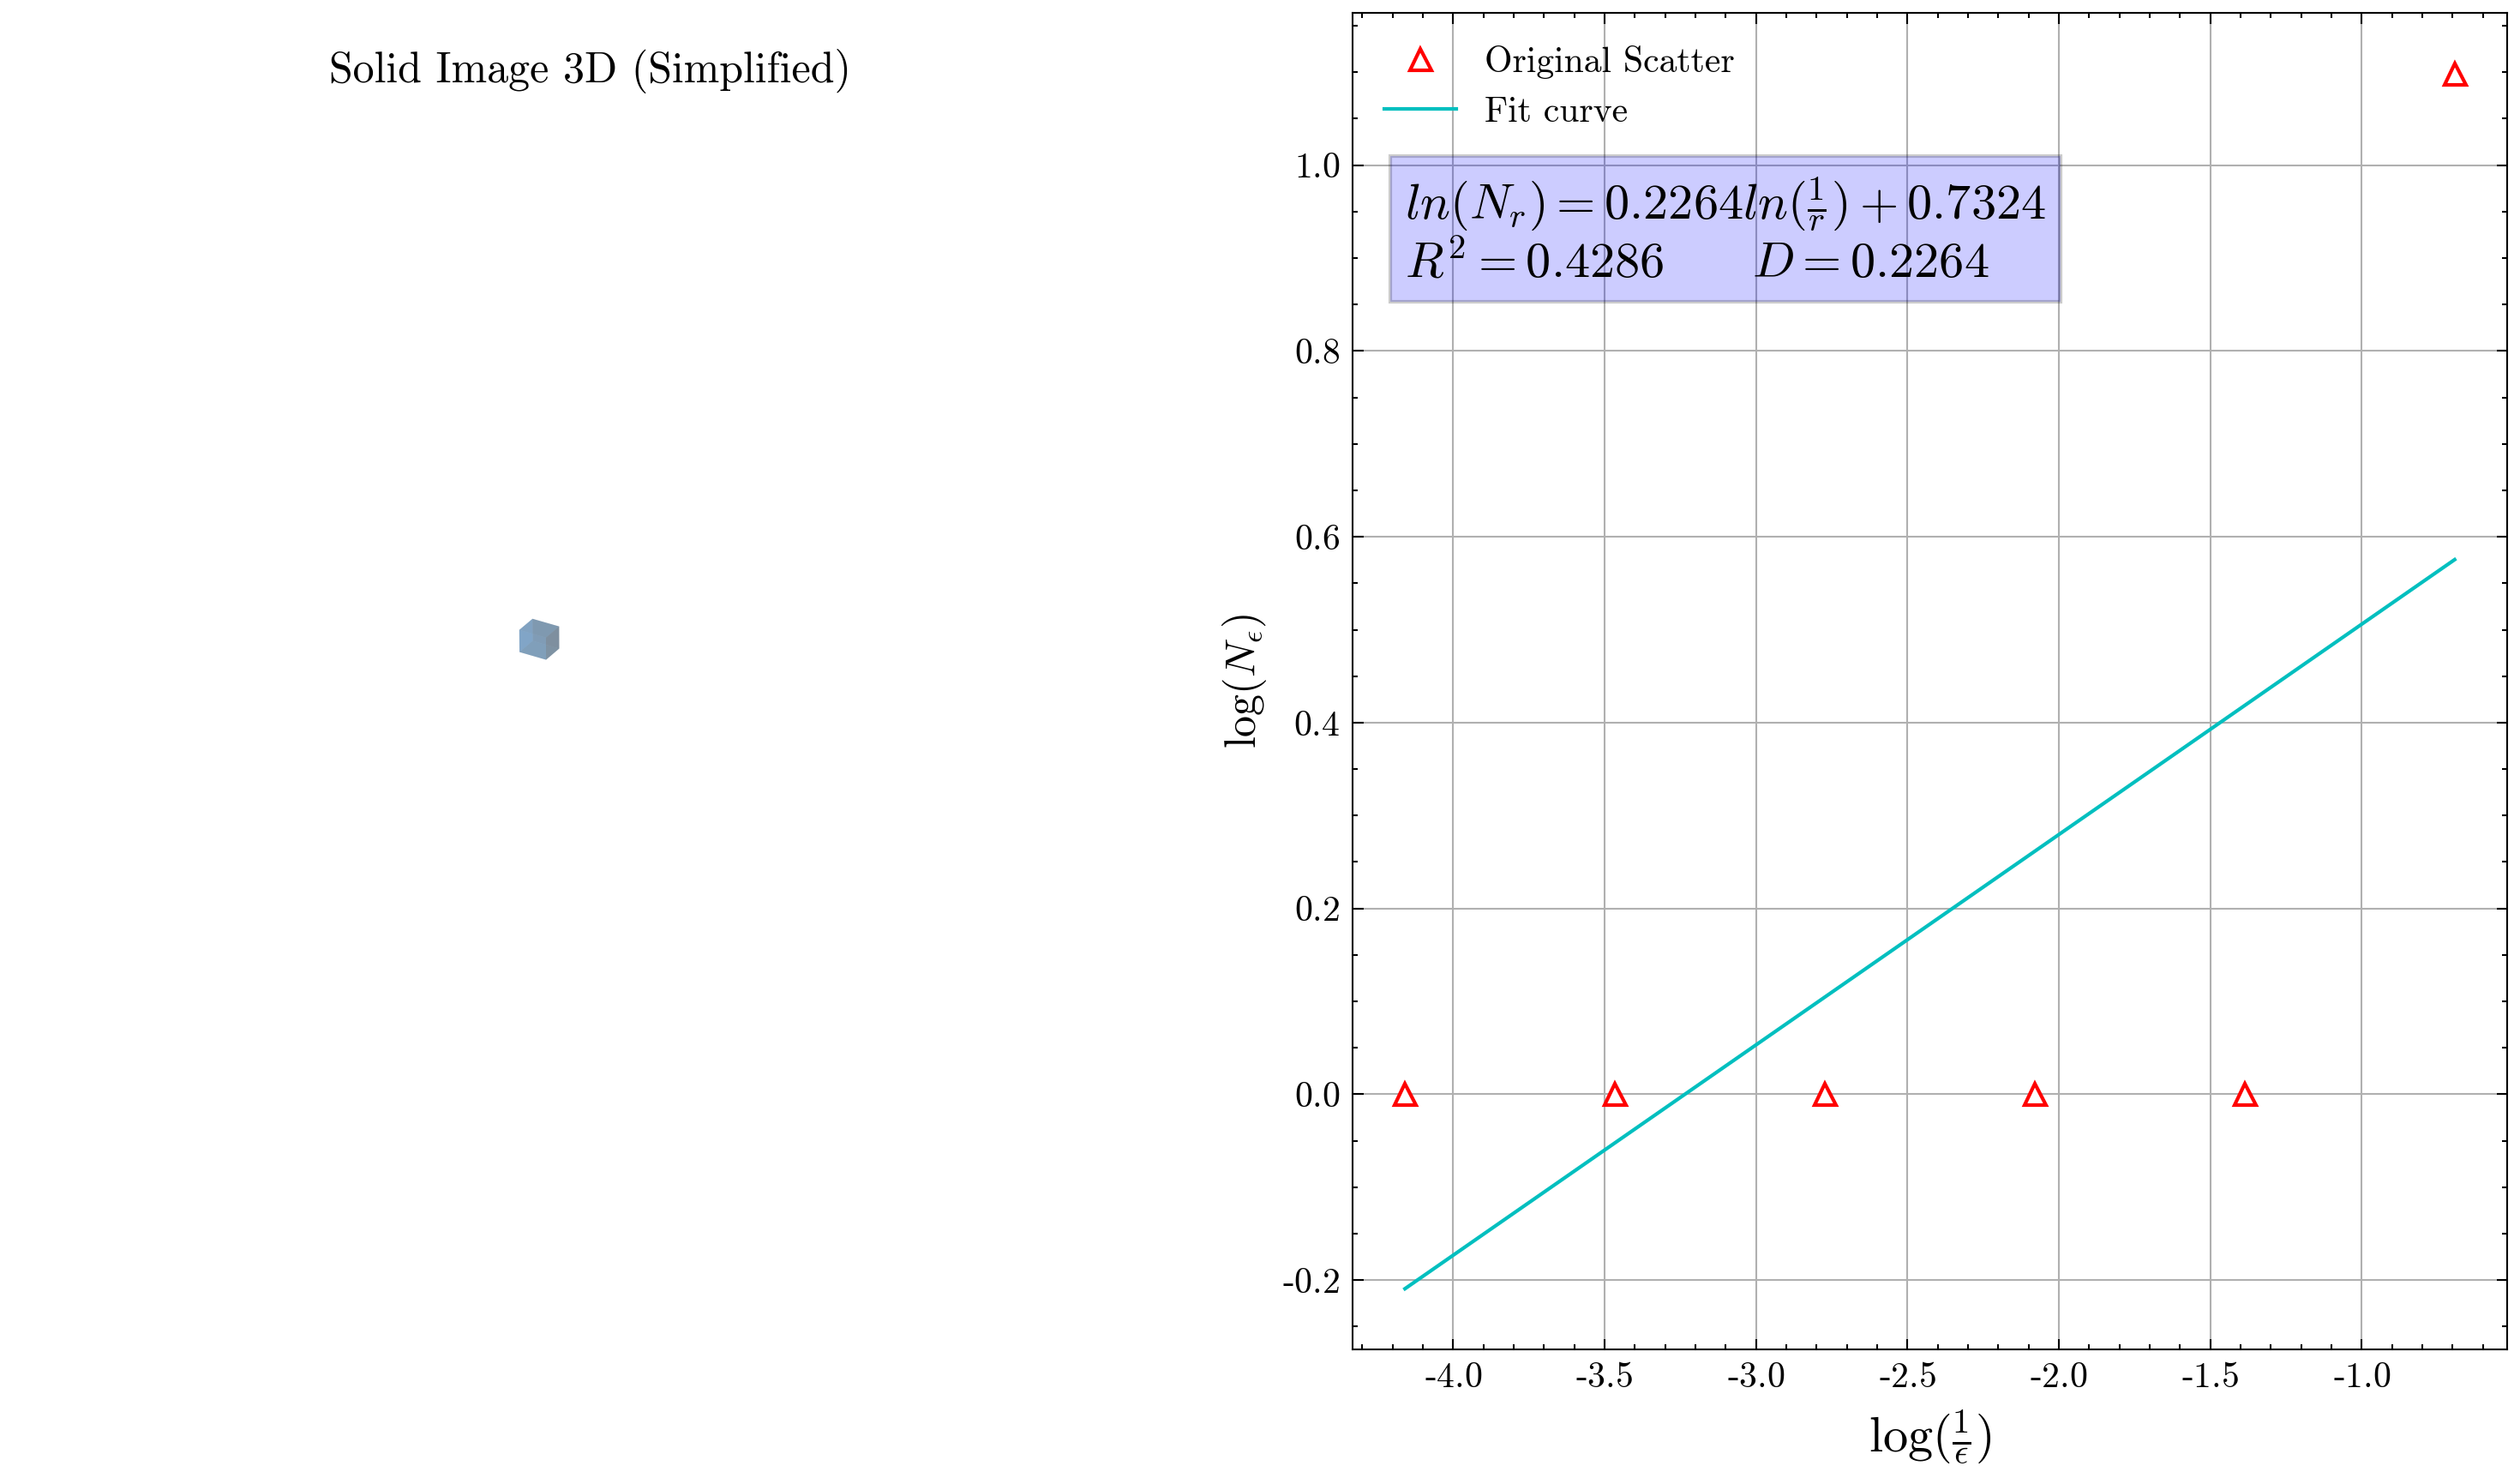 Solid Image 3D (Simplified)
Original Scatter
Fit curve
ln(N_r) = 0.2264ln(\frac{1}{r}) + 0.7324
R^2 = 0.4286 D = 0.2264
1.0
0.8
0.6
0.4
0.2
0.0
-0.2
log(N_ϵ)
-4.0 -3.5 -3.0 -2.5 -2.0 -1.5 -1.0
log(\frac{1}{ϵ})